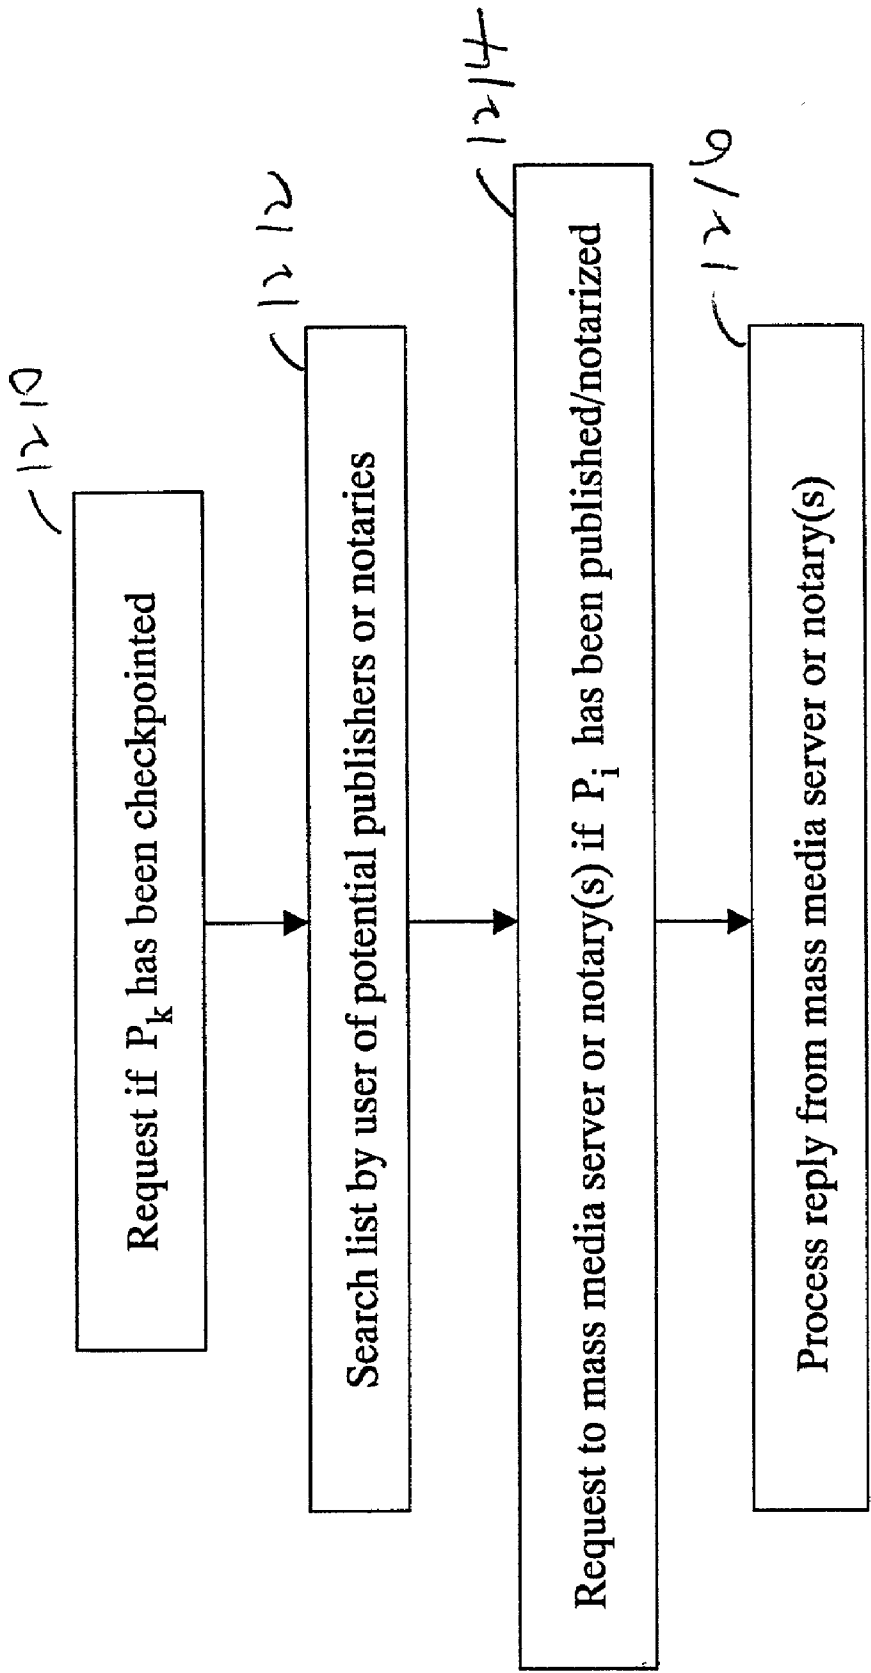 1210
Request if P_k has been checkpointed
1212
Search list by user of potential publishers or notaries
1214
Request to mass media server or notary(s) if P_i has been published/notarized
1216
Process reply from mass media server or notary(s)